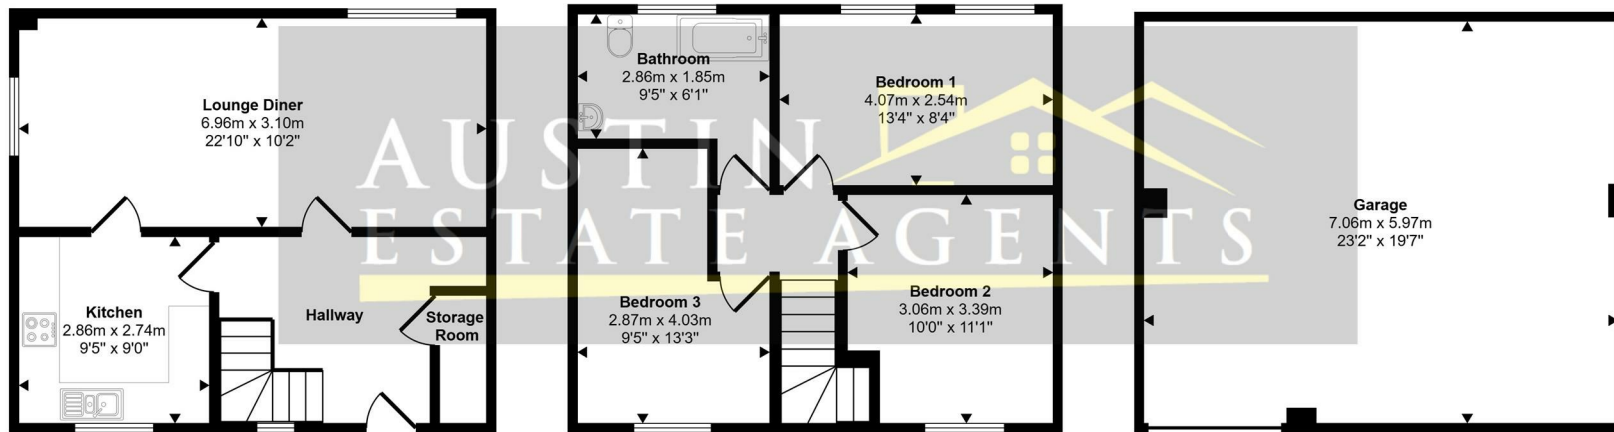 Lounge Diner
6.96m x 3.10m
22'10" x 10'2"
Kitchen
2.86m x 2.74m
9'5" x 9'0"
Hallway
Storage
Room
Bathroom
2.86m x 1.85m
9'5" x 6'1"
Bedroom 1
4.07m x 2.54m
13'4" x 8'4"
Bedroom 3
2.87m x 4.03m
9'5" x 13'3"
Bedroom 2
3.06m x 3.39m
10'0" x 11'1"
Garage
7.06m x 5.97m
23'2" x 19'7"
AUSTIN
ESTATE AGENTS